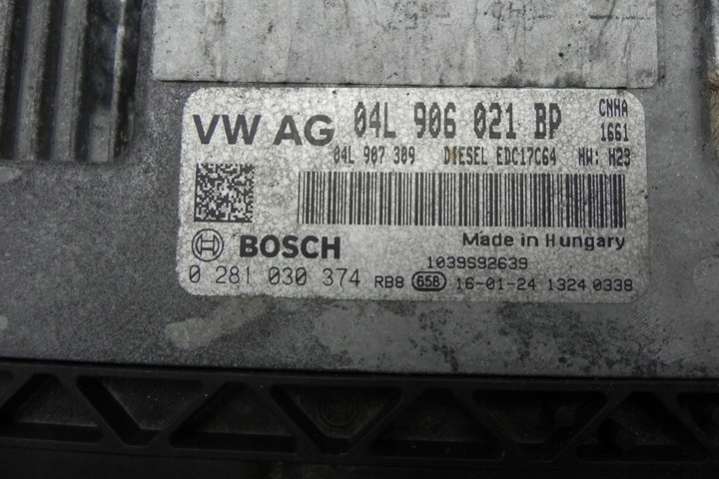 VW AG 04L 906 021 BP CNHA
1661
04L 907 309 DIESEL EDC17C64 HW: H23
BOSCH Made in Hungary
1039S92639
0 281 030 374 RB8 658 16-01-24 1324 0338